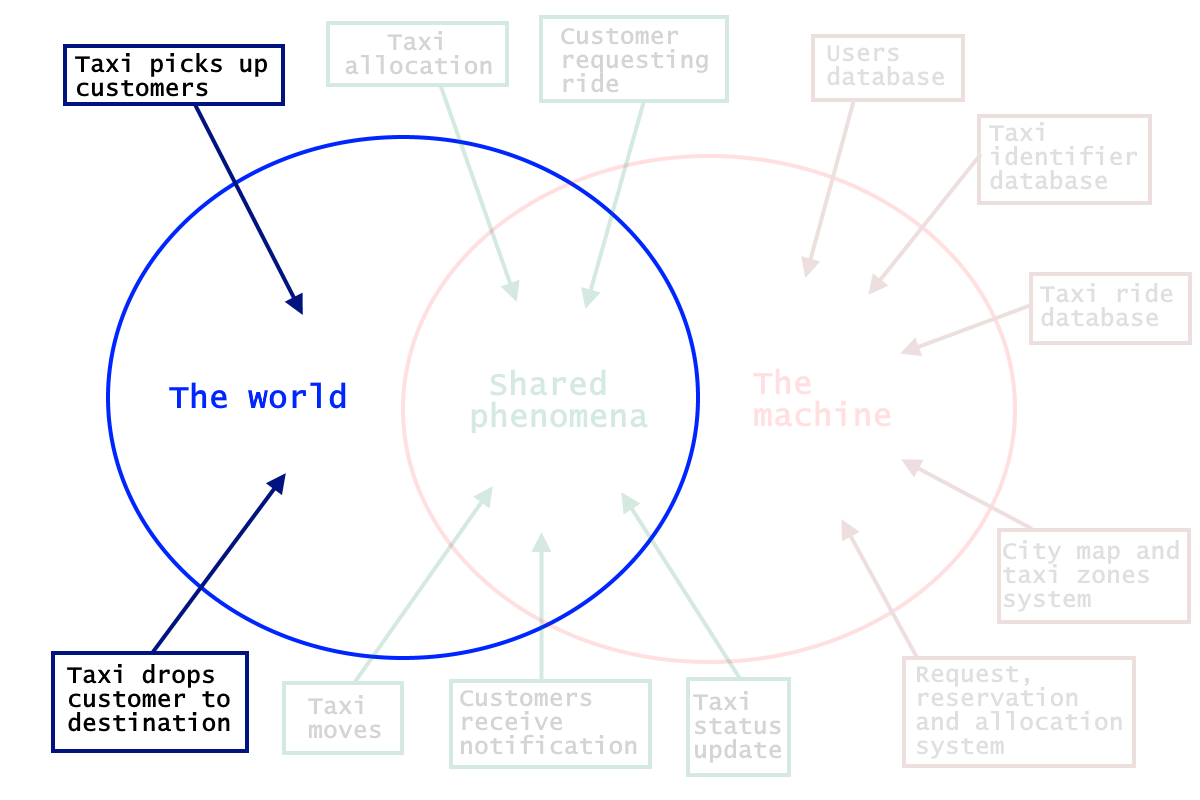 Taxi picks up
customers
Taxi
allocation
Customer
requesting
ride
Users
database
Taxi
identifier
database
Taxi ride
database
The world
Shared
phenomena
The
machine
City map and
taxi zones
system
Taxi drops
customer to
destination
Taxi
moves
Customers
receive
notification
Taxi
status
update
Request,
reservation
and allocation
system